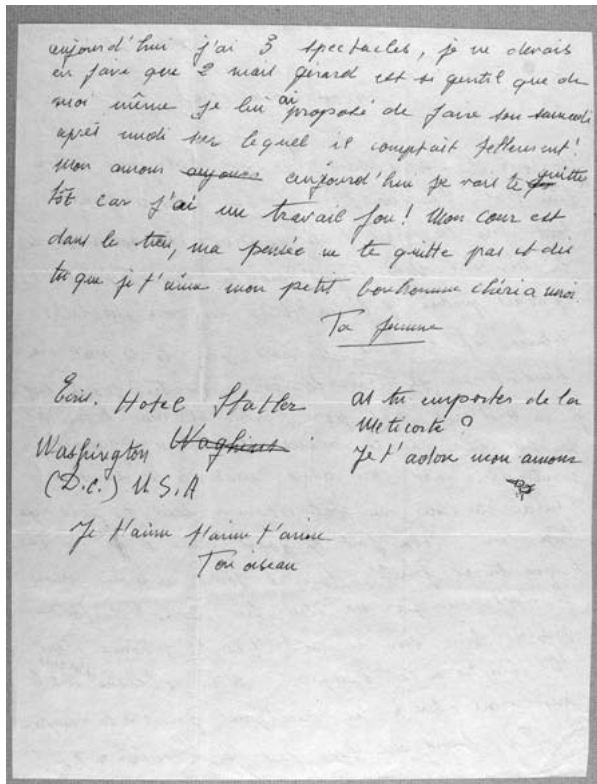 aujourd'hui j'ai 3 spectacles, je ne devais
en faire que 2 mais Gérard est si gentil que de
moi même je lui ai proposé de faire son samedi
après midi sur lequel il comptait tellement!
Mon amour aujourd'hui je vais te quitter
tôt car j'ai un travail fou! Mon cœur est
dans le tien, ma pensée ne te quitte pas et dis
tu que je t'aime mon petit bonhomme chéri a moi.
Ta femme
Ecris. Hotel Statler
Washington
(D.C.) U.S.A
as tu emporter de la
Meticorte?
Je t'adore mon amour
Je t'aime t'aime t'aime
Ton oiseau